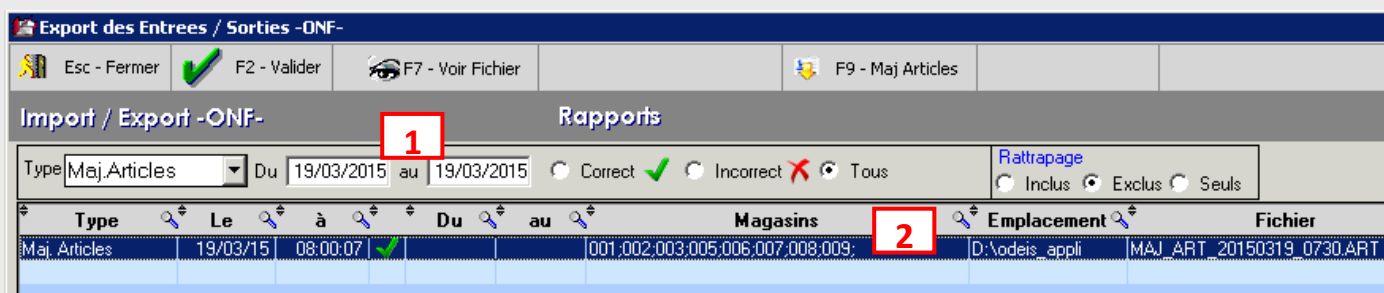 Export des Entrees / Sorties -ONF-
Esc - Fermer F2 - Valider F7 - Voir Fichier F9 - Maj Articles
Import / Export -ONF- Rapports
1
Type Maj.Articles Du 19/03/2015 au 19/03/2015 Correct Incorrect Tous
Rattrapage
Inclus Exclus Seuls
Type Le à Du au Magasins Emplacement Fichier
2
Maj. Articles 19/03/15 08:00:07 001;002;003;005;006;007;008;009; D:\odeis_appli MAJ_ART_20150319_0730.ART